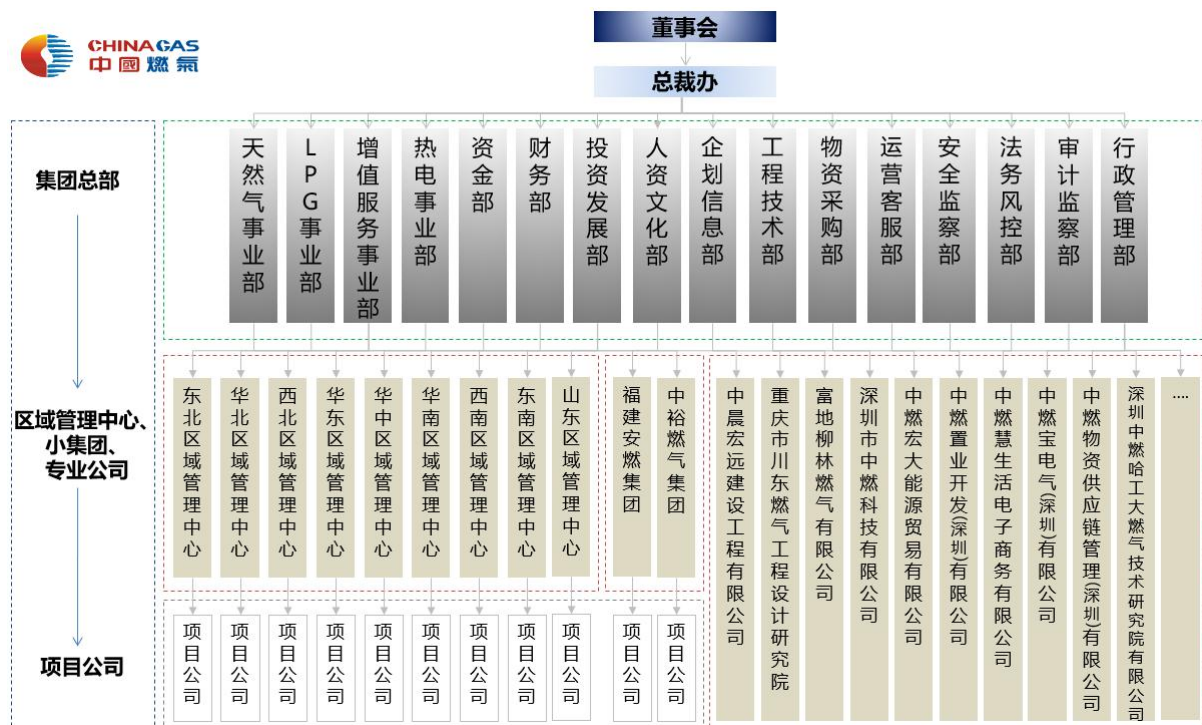 CHINA GAS
中國燃氣
董事会
总裁办
集团总部
天然气事业部
LPG事业部
增值服务事业部
热电事业部
资金部
财务部
投资发展部
人资文化部
企划信息部
工程技术部
物资采购部
运营客服部
安全监察部
法务风控部
审计监察部
行政管理部
区域管理中心、
小集团、
专业公司
东北区域管理中心
华北区域管理中心
西北区域管理中心
华东区域管理中心
华中区域管理中心
华南区域管理中心
西南区域管理中心
东南区域管理中心
山东区域管理中心
福建安燃集团
中裕燃气集团
中晨宏远建设工程有限公司
重庆市川东燃气工程设计研究院
富地柳林燃气有限公司
深圳市中燃科技有限公司
中燃宏大能源贸易有限公司
中燃置业开发(深圳)有限公司
中燃慧生活电子商务有限公司
中燃宝电气(深圳)有限公司
中燃物资供应链管理(深圳)有限公司
深圳中燃哈工大燃气技术研究院有限公司
....
项目公司
项目公司
项目公司
项目公司
项目公司
项目公司
项目公司
项目公司
项目公司
项目公司
项目公司
项目公司